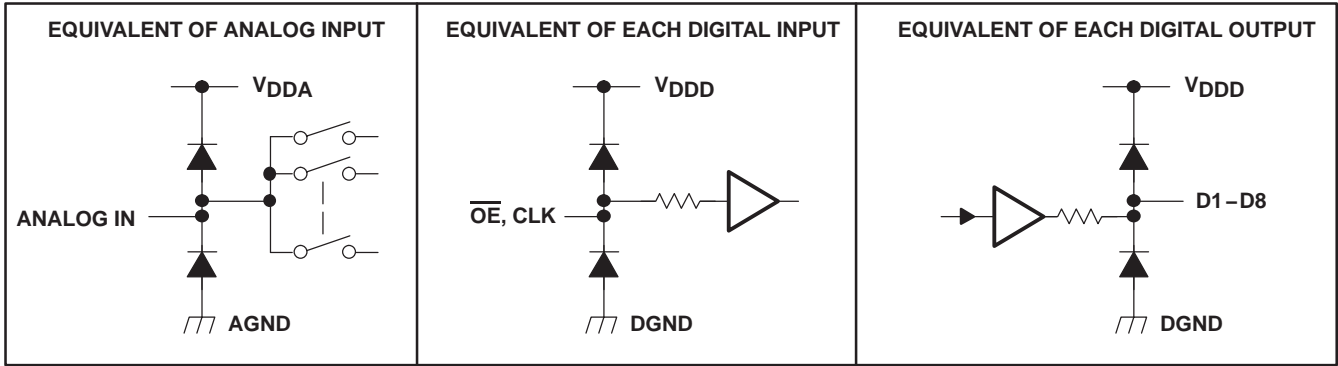 EQUIVALENT OF ANALOG INPUT
VDDA
ANALOG IN
AGND
EQUIVALENT OF EACH DIGITAL INPUT
VDDD
OE, CLK
DGND
EQUIVALENT OF EACH DIGITAL OUTPUT
VDDD
D1–D8
DGND